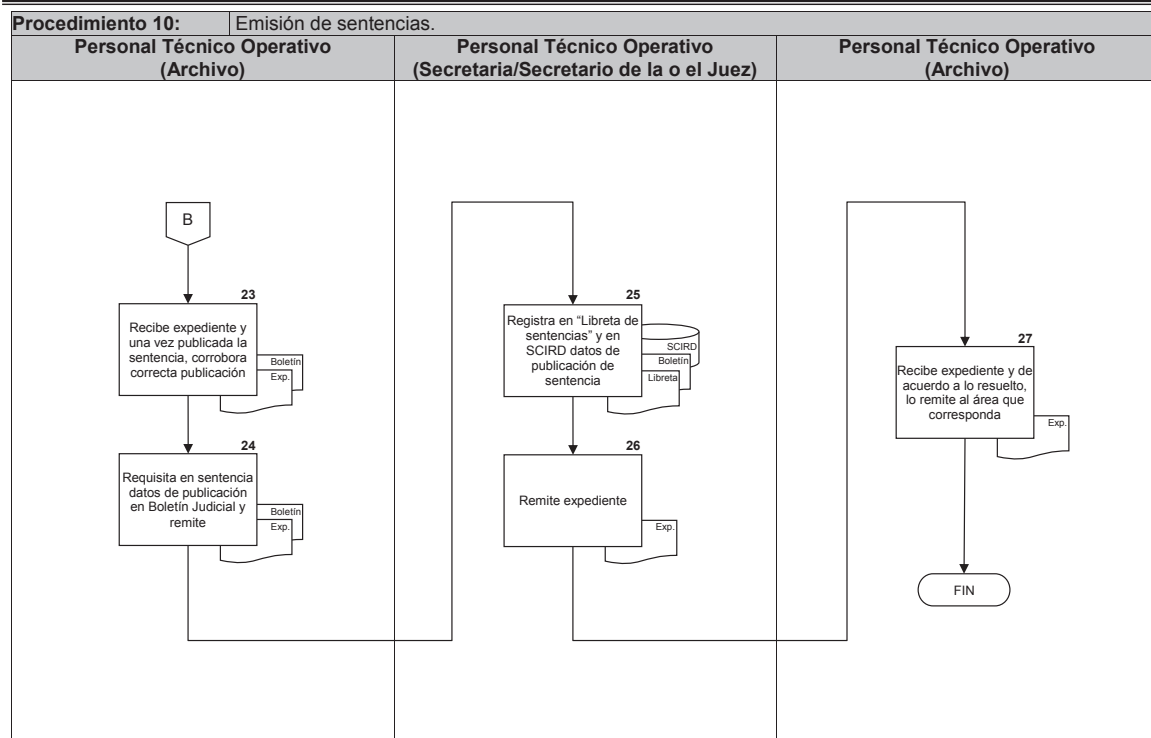 Procedimiento 10: Emisión de sentencias.
Personal Técnico Operativo
(Archivo)
Personal Técnico Operativo
(Secretaria/Secretario de la o el Juez)
Personal Técnico Operativo
(Archivo)
B
23
Recibe expediente y
una vez publicada la
sentencia, corrobora
correcta publicación
Boletín
Exp.
24
Requisita en sentencia
datos de publicación
en Boletín Judicial y
remite
Boletín
Exp.
25
Registra en “Libreta de
sentencias” y en
SCIRD datos de
publicación de
sentencia
SCIRD
Boletín
Libreta
26
Remite expediente
Exp.
27
Recibe expediente y de
acuerdo a lo resuelto,
lo remite al área que
corresponda
Exp.
FIN